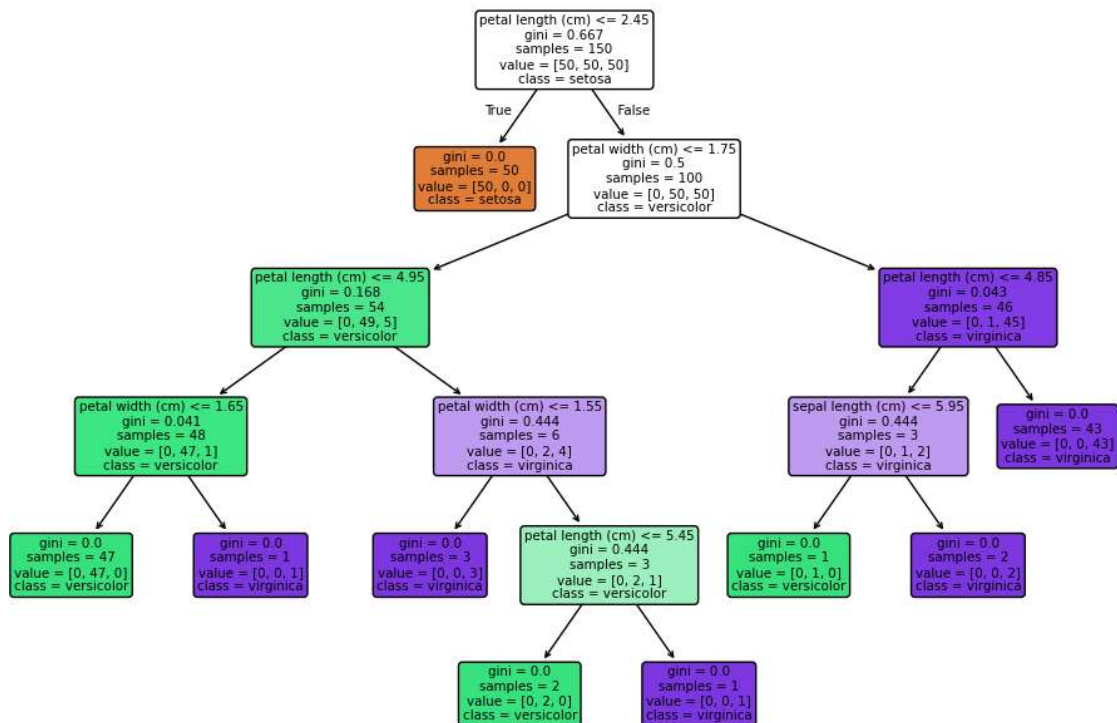 petal length (cm) <= 2.45
gini = 0.667
samples = 150
value = [50, 50, 50]
class = setosa
True
False
gini = 0.0
samples = 50
value = [50, 0, 0]
class = setosa
petal width (cm) <= 1.75
gini = 0.5
samples = 100
value = [0, 50, 50]
class = versicolor
petal length (cm) <= 4.95
gini = 0.168
samples = 54
value = [0, 49, 5]
class = versicolor
petal length (cm) <= 4.85
gini = 0.043
samples = 46
value = [0, 1, 45]
class = virginica
petal width (cm) <= 1.65
gini = 0.041
samples = 48
value = [0, 47, 1]
class = versicolor
petal width (cm) <= 1.55
gini = 0.444
samples = 6
value = [0, 2, 4]
class = virginica
sepal length (cm) <= 5.95
gini = 0.444
samples = 3
value = [0, 1, 2]
class = virginica
gini = 0.0
samples = 43
value = [0, 0, 43]
class = virginica
gini = 0.0
samples = 47
value = [0, 47, 0]
class = versicolor
gini = 0.0
samples = 1
value = [0, 0, 1]
class = virginica
gini = 0.0
samples = 3
value = [0, 0, 3]
class = virginica
petal length (cm) <= 5.45
gini = 0.444
samples = 3
value = [0, 2, 1]
class = versicolor
gini = 0.0
samples = 1
value = [0, 1, 0]
class = versicolor
gini = 0.0
samples = 2
value = [0, 0, 2]
class = virginica
gini = 0.0
samples = 2
value = [0, 2, 0]
class = versicolor
gini = 0.0
samples = 1
value = [0, 0, 1]
class = virginica